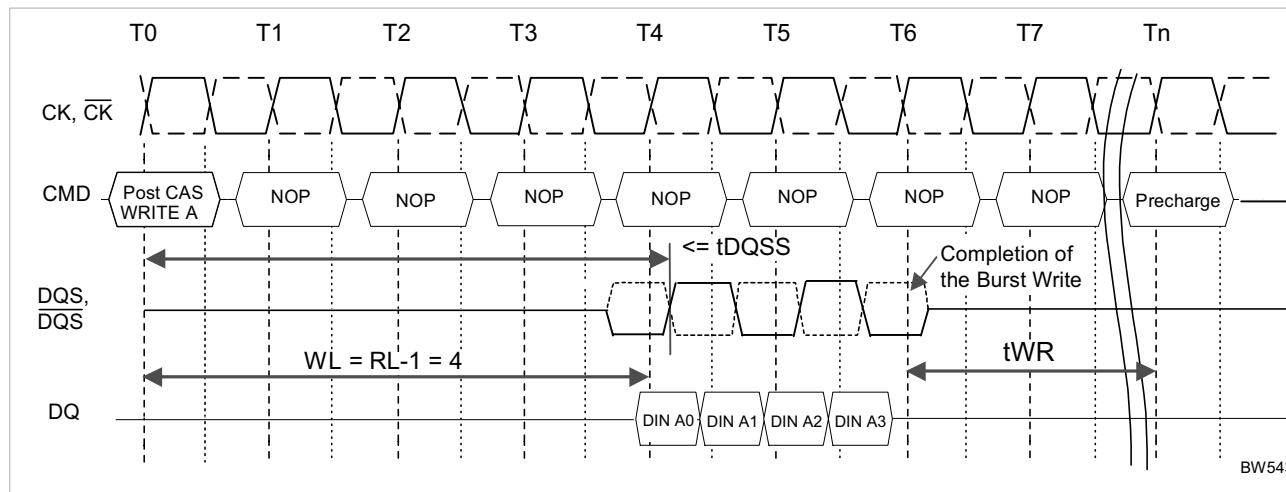 T0 T1 T2 T3 T4 T5 T6 T7 Tn
CK, C̅K̅
CMD Post CAS NOP NOP NOP NOP NOP NOP NOP Precharge
WRITE A
<= tDQSS
Completion of
the Burst Write
DQS,
D̅Q̅S̅
WL = RL-1 = 4
tWR
DQ DIN A0 DIN A1 DIN A2 DIN A3